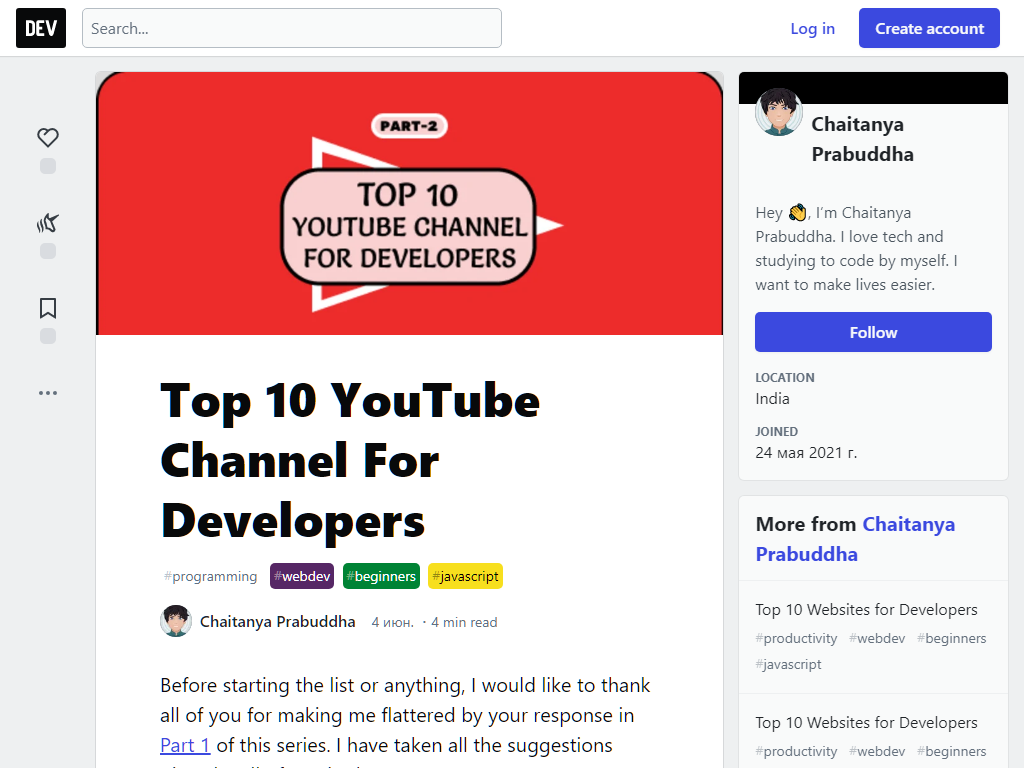 DEV
Search...
Log in
Create account
PART-2
TOP 10
YOUTUBE CHANNEL
FOR DEVELOPERS
Top 10 YouTube
Channel For
Developers
#programming #webdev #beginners #javascript
Chaitanya Prabuddha 4 июн. · 4 min read
Before starting the list or anything, I would like to thank
all of you for making me flattered by your response in
Part 1 of this series. I have taken all the suggestions
Chaitanya
Prabuddha
Hey 👋, I'm Chaitanya
Prabuddha. I love tech and
studying to code by myself. I
want to make lives easier.
Follow
LOCATION
India
JOINED
24 мая 2021 г.
More from Chaitanya
Prabuddha
Top 10 Websites for Developers
#productivity #webdev #beginners
#javascript
Top 10 Websites for Developers
#productivity #webdev #beginners